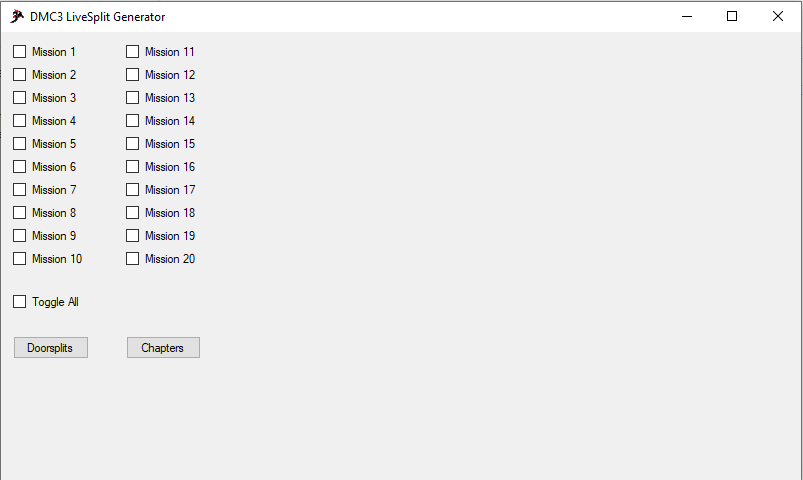 DMC3 LiveSplit Generator
Mission 1
Mission 2
Mission 3
Mission 4
Mission 5
Mission 6
Mission 7
Mission 8
Mission 9
Mission 10
Mission 11
Mission 12
Mission 13
Mission 14
Mission 15
Mission 16
Mission 17
Mission 18
Mission 19
Mission 20
Toggle All
Doorsplits
Chapters